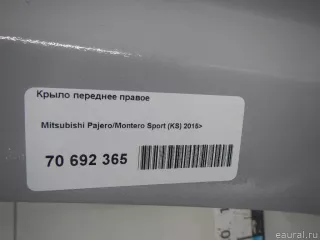 Крыло переднее правое
Mitsubishi Pajero/Montero Sport (KS) 2015>
70 692 365
eaural.ru/